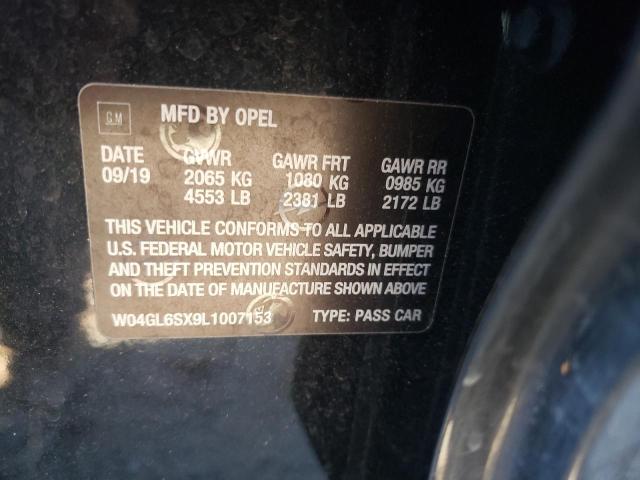 GM
MFD BY OPEL
DATE GVWR GAWR FRT GAWR RR
09/19 2065 KG 1080 KG 0985 KG
4553 LB 2381 LB 2172 LB
THIS VEHICLE CONFORMS TO ALL APPLICABLE
U.S. FEDERAL MOTOR VEHICLE SAFETY, BUMPER
AND THEFT PREVENTION STANDARDS IN EFFECT
ON THE DATE OF MANUFACTURE SHOWN ABOVE
W04GL6SX9L1007153 TYPE: PASS CAR